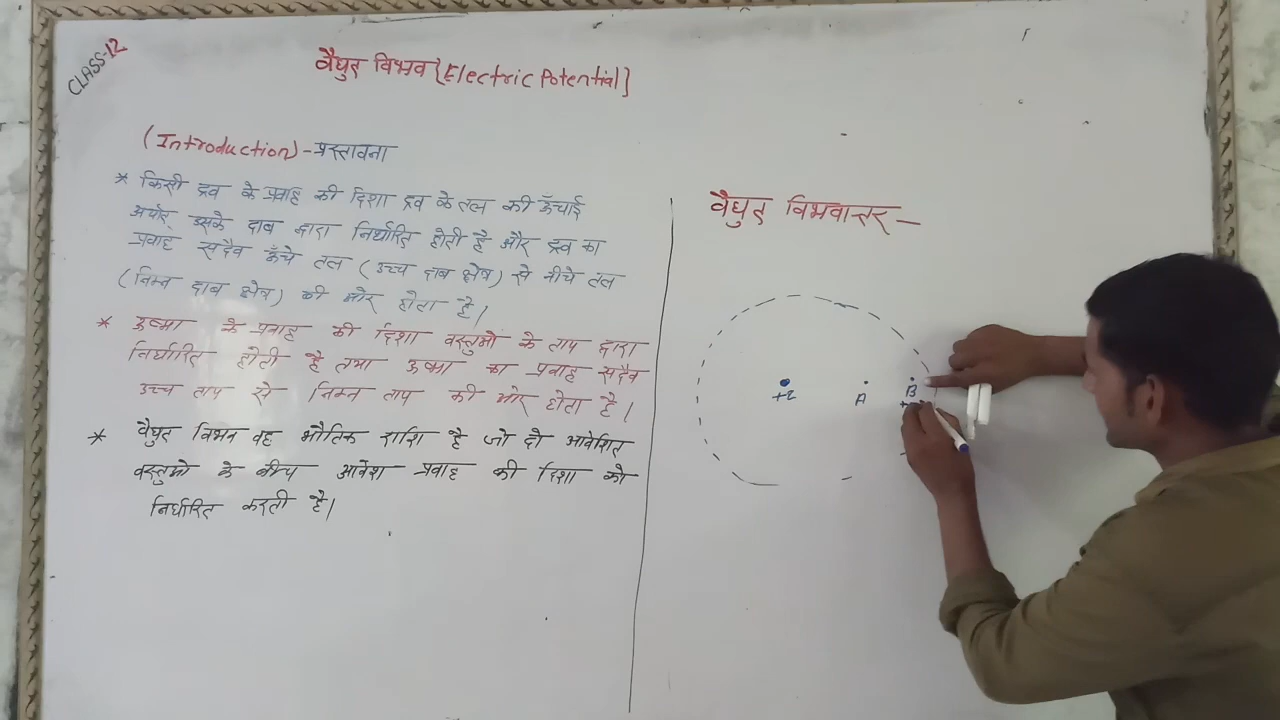 CLASS-12
वैधुत विभव {Electric Potential}
(Introduction) - प्रस्तावना
* किसी द्रव के प्रवाह की दिशा द्रव के तल की ऊँचाई
अर्थात् उसके दाब द्वारा निर्धारित होती है और द्रव का
प्रवाह सदैव ऊँचे तल (उच्च दाब क्षेत्र) से नीचे तल
(निम्न दाब क्षेत्र) की ओर होता है।
* ऊष्मा के प्रवाह की दिशा वस्तुओ के ताप द्वारा
निर्धारित होती है तथा ऊष्मा का प्रवाह सदैव
उच्च ताप से निम्न ताप की ओर होता है।
* वैधुत विभव वह भौतिक राशि है जो दो आवेशित
वस्तुओ के बीच आवेश प्रवाह की दिशा को
निर्धारित करती है।
वैधुत विभवान्तर –
A
B